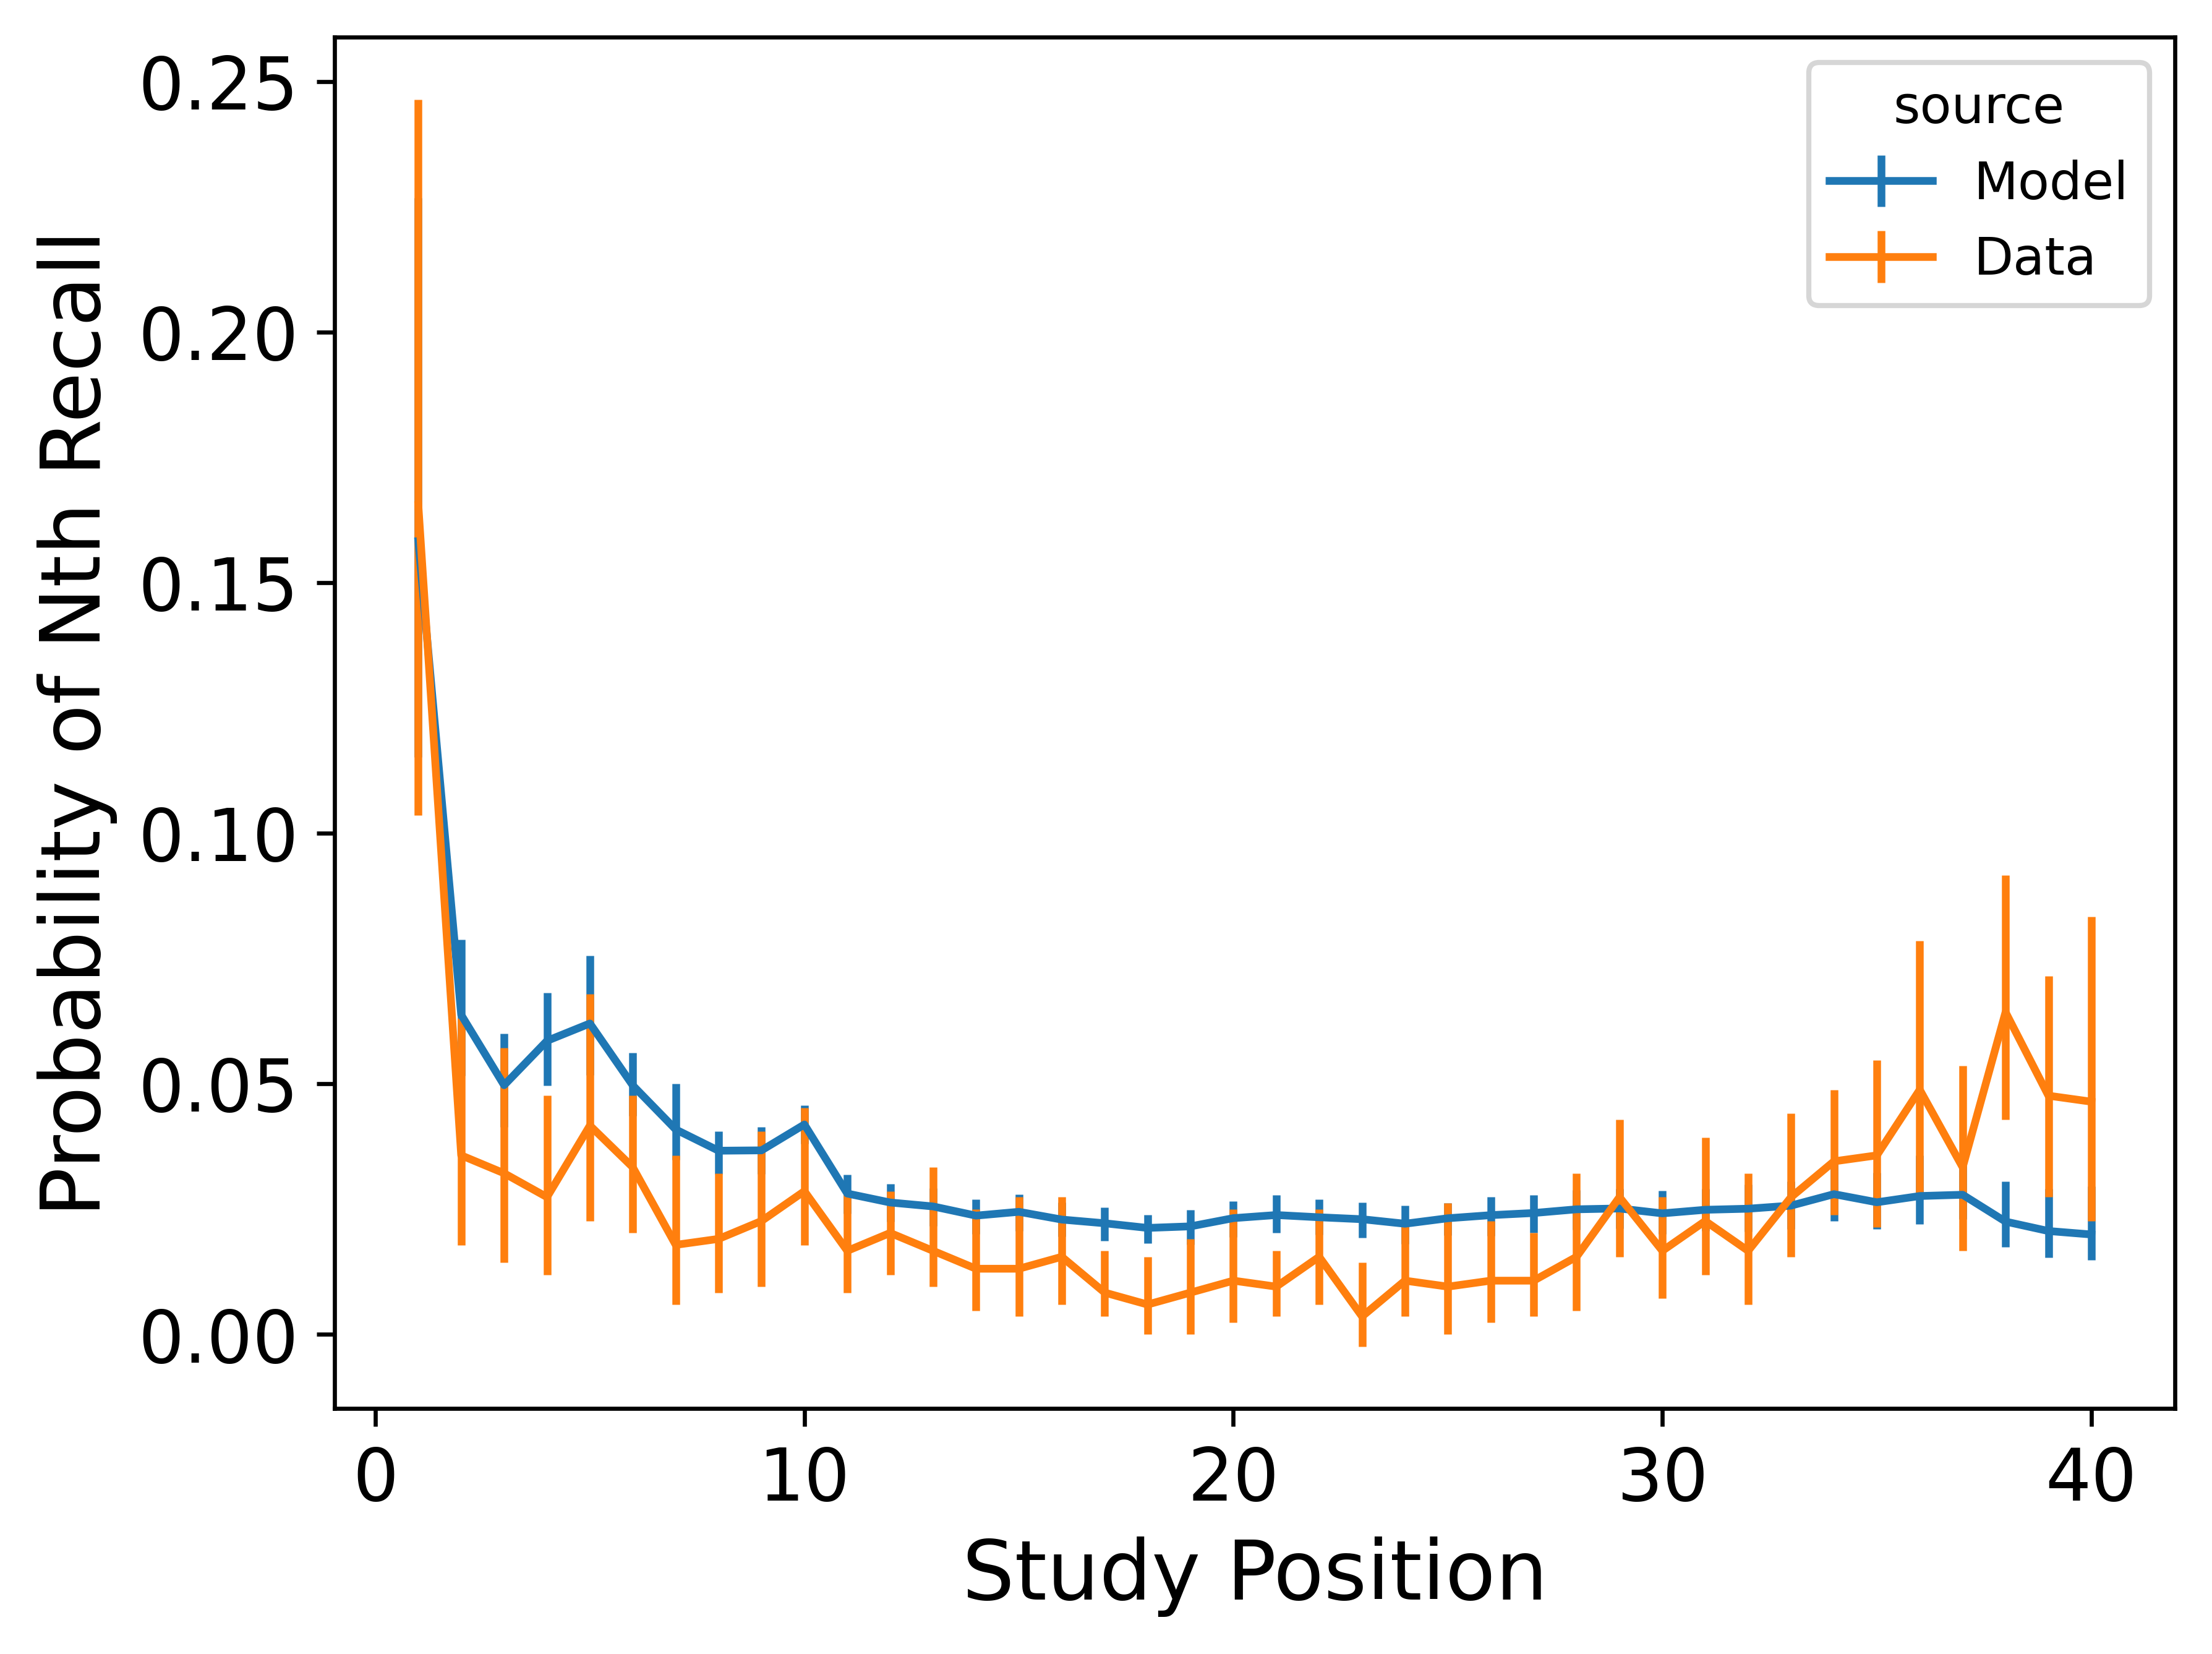 Probability of Nth Recall
0.25
0.20
0.15
0.10
0.05
0.00
source
Model
Data
0
10
20
30
40
Study Position